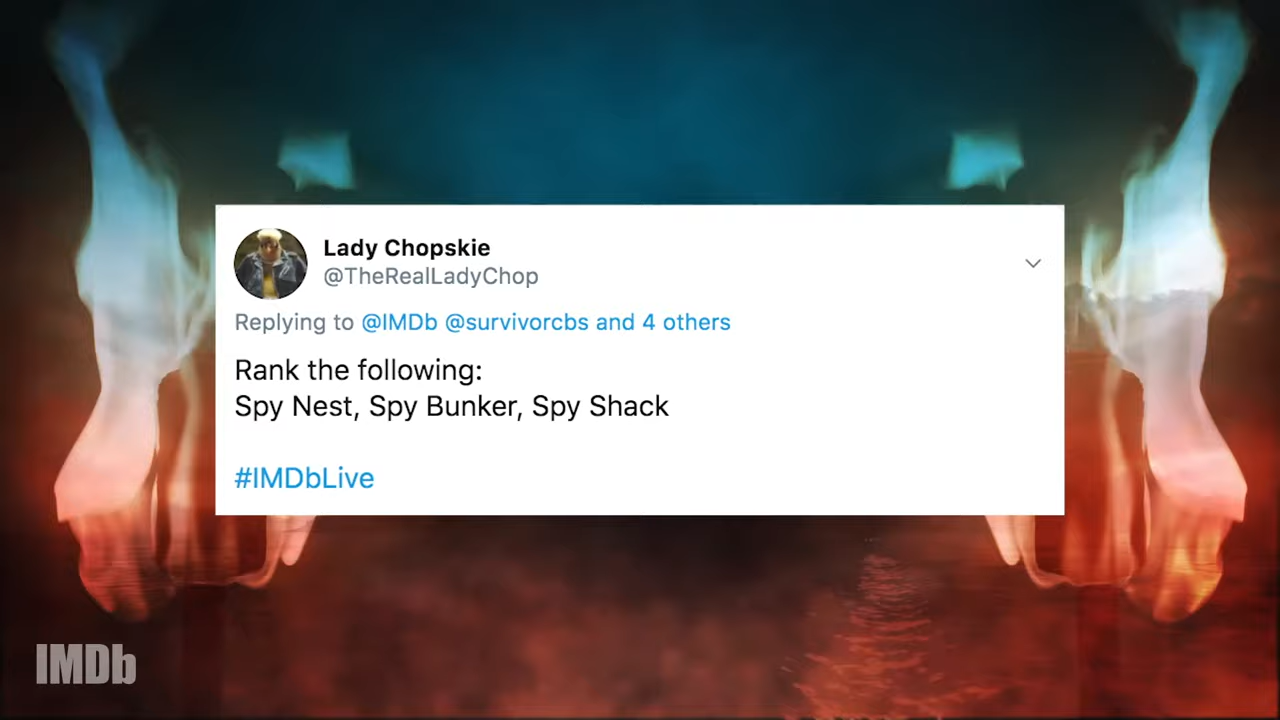 Lady Chopskie
@TheRealLadyChop
Replying to @IMDb @survivorcbs and 4 others
Rank the following:
Spy Nest, Spy Bunker, Spy Shack
#IMDbLive
IMDb